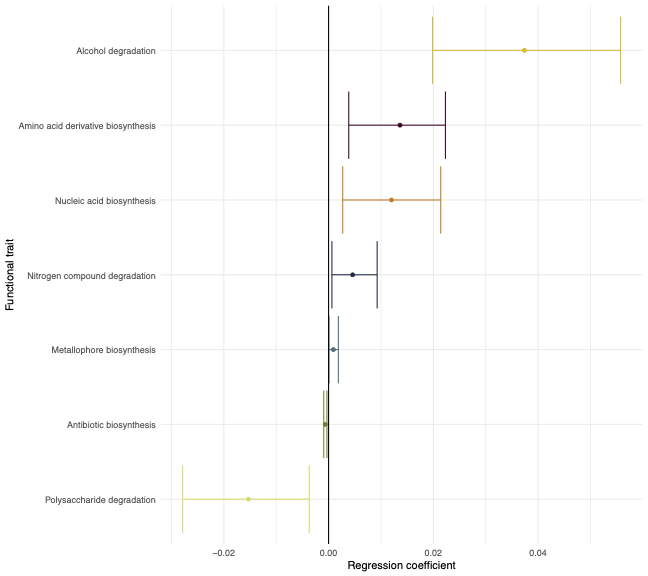 Alcohol degradation
Amino acid derivative biosynthesis
Nucleic acid biosynthesis
Nitrogen compound degradation
Metallophore biosynthesis
Antibiotic biosynthesis
Polysaccharide degradation
Functional trait
−0.02 0.00 0.02 0.04
Regression coefficient